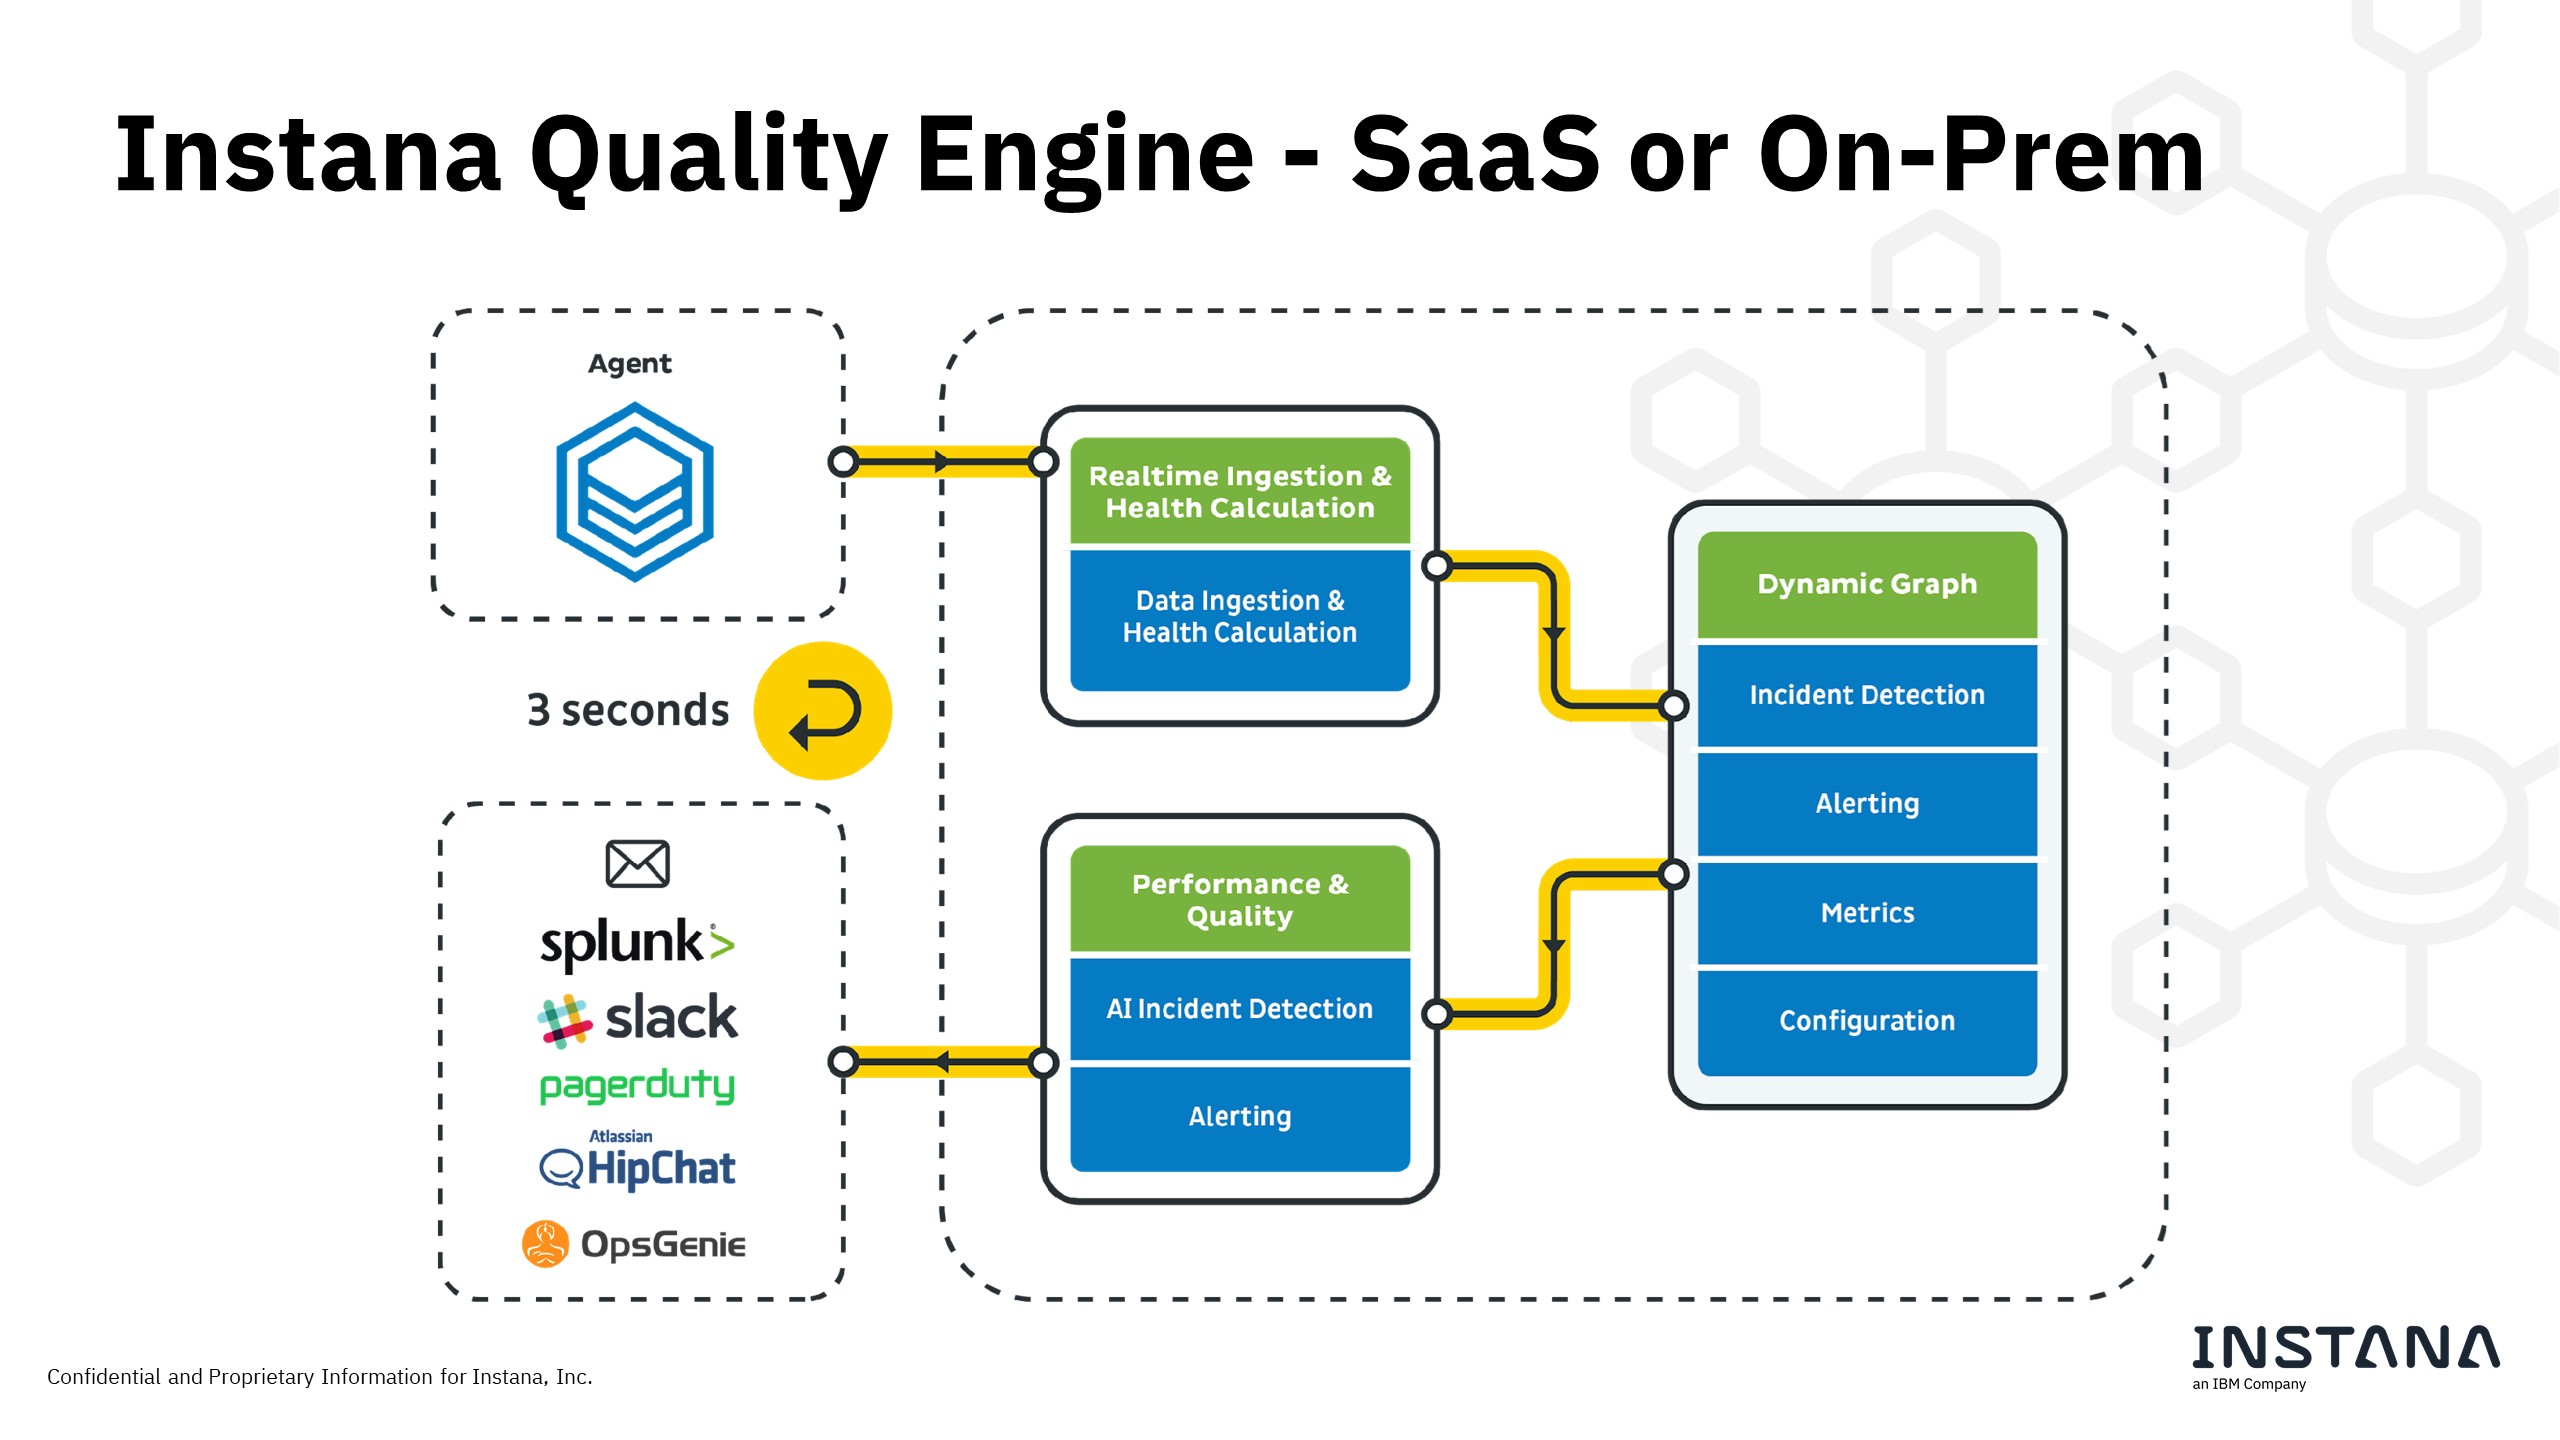 Instana Quality Engine - SaaS or On-Prem
Agent
3 seconds
splunk>
slack
pagerduty
Atlassian
HipChat
OpsGenie
Realtime Ingestion &
Health Calculation
Data Ingestion &
Health Calculation
Performance &
Quality
AI Incident Detection
Alerting
Dynamic Graph
Incident Detection
Alerting
Metrics
Configuration
Confidential and Proprietary Information for Instana, Inc.
INSTANA
an IBM Company